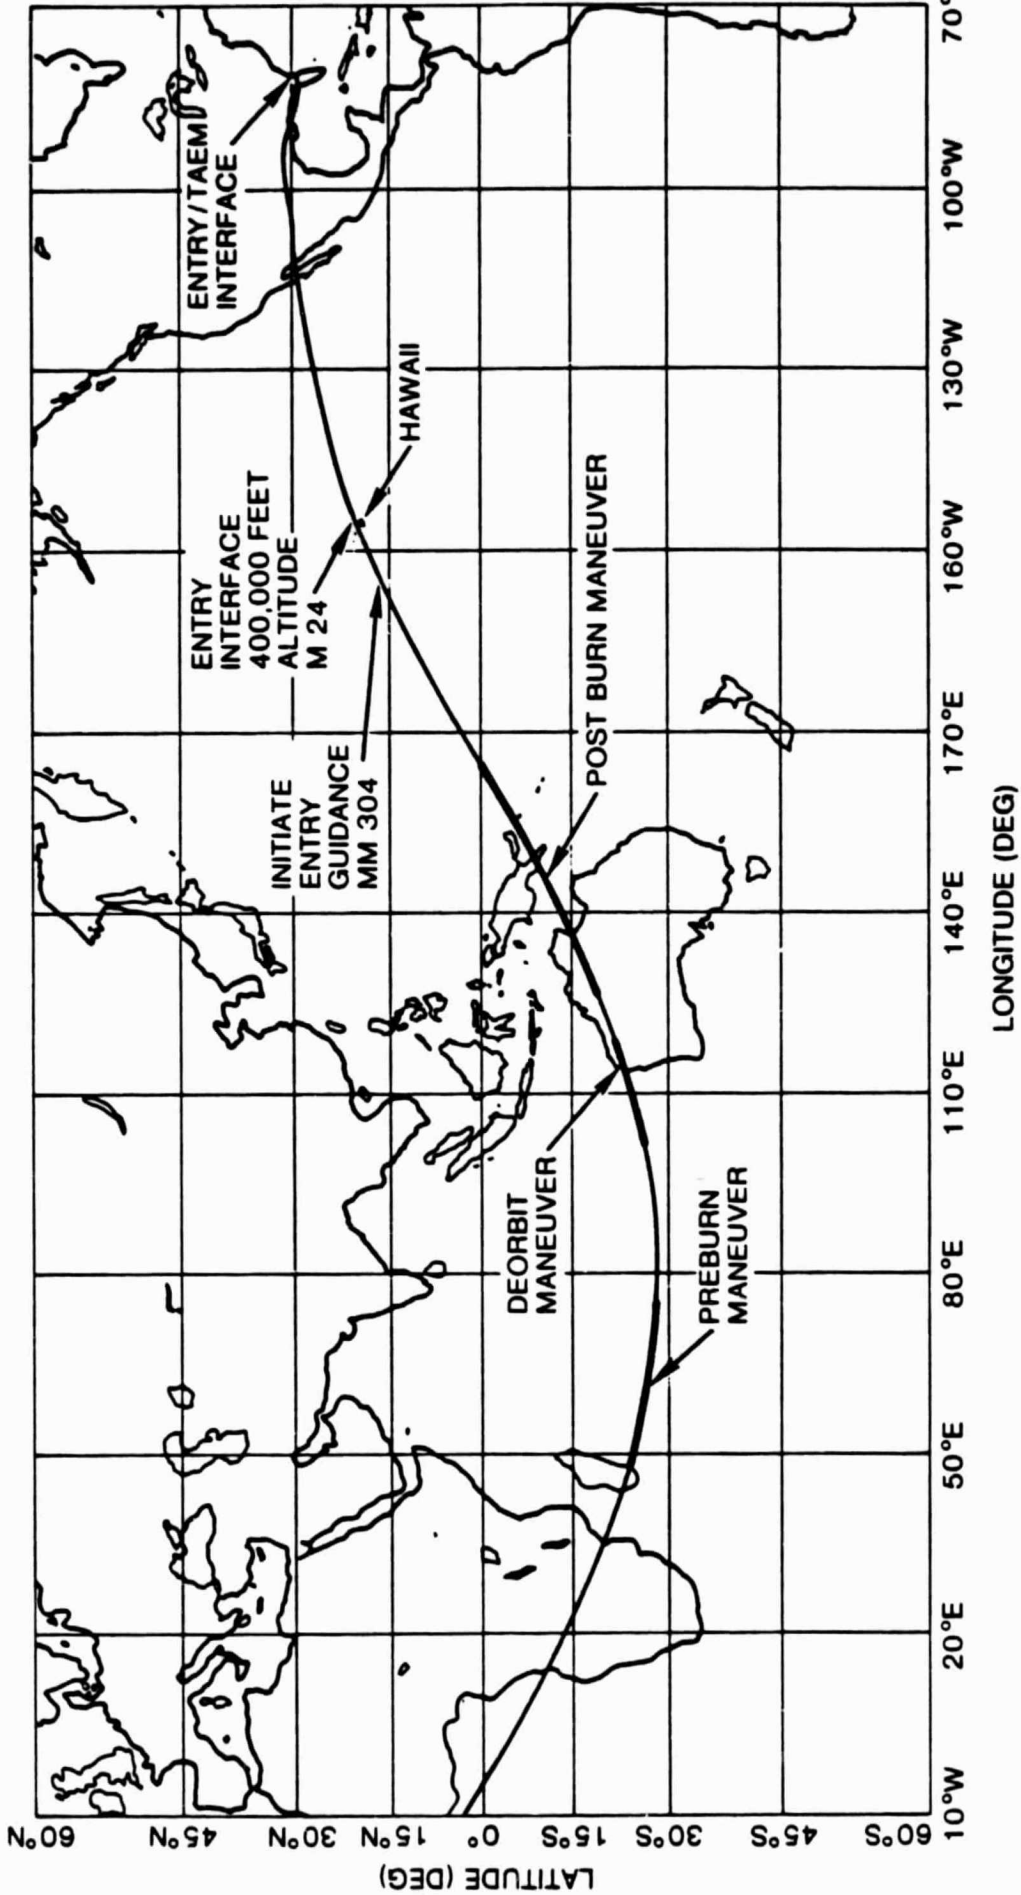 ENTRY/TAEM
INTERFACE
ENTRY
INTERFACE
400,000 FEET
ALTITUDE
M 24
HAWAII
INITIATE
ENTRY
GUIDANCE
MM 304
POST BURN MANEUVER
DEORBIT
MANEUVER
PREBURN
MANEUVER
60°N
45°N
30°N
15°N
0°
15°S
30°S
45°S
60°S
LATITUDE (DEG)
10°W
20°E
50°E
80°E
110°E
140°E
170°E
160°W
130°W
100°W
70°
LONGITUDE (DEG)